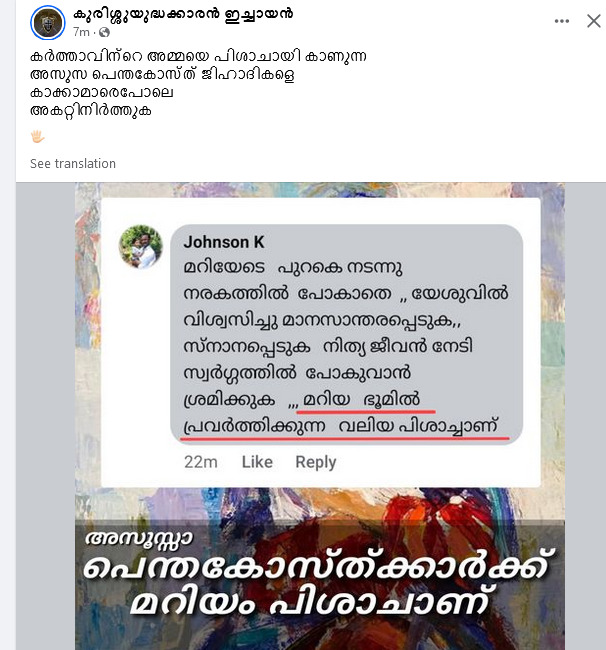 കുരിശ്ശുയുദ്ധക്കാരൻ ഇച്ചായൻ
7m ·
കർത്താവിന്റെ അമ്മയെ പിശാചായി കാണുന്ന
അസുസ പെന്തകോസ്ത് ജിഹാദികളെ
കാക്കാമാരെപോലെ
അകറ്റിനിർത്തുക
🖐🏻
See translation
Johnson K
മറിയേടെ പുറകെ നടന്നു
നരകത്തിൽ പോകാതെ ,, യേശുവിൽ
വിശ്വസിച്ചു മാനസാന്തരപ്പെടുക,,
സ്നാനപ്പെടുക നിത്യ ജീവൻ നേടി
സ്വർഗ്ഗത്തിൽ പോകുവാൻ
ശ്രമിക്കുക ,,, മറിയ ഭൂമിൽ
പ്രവർത്തിക്കുന്ന വലിയ പിശാച്ചാണ്
22m Like Reply
അസൂസ്സാ
പെന്തകോസ്ത്ക്കാർക്ക്
മറിയം പിശാചാണ്